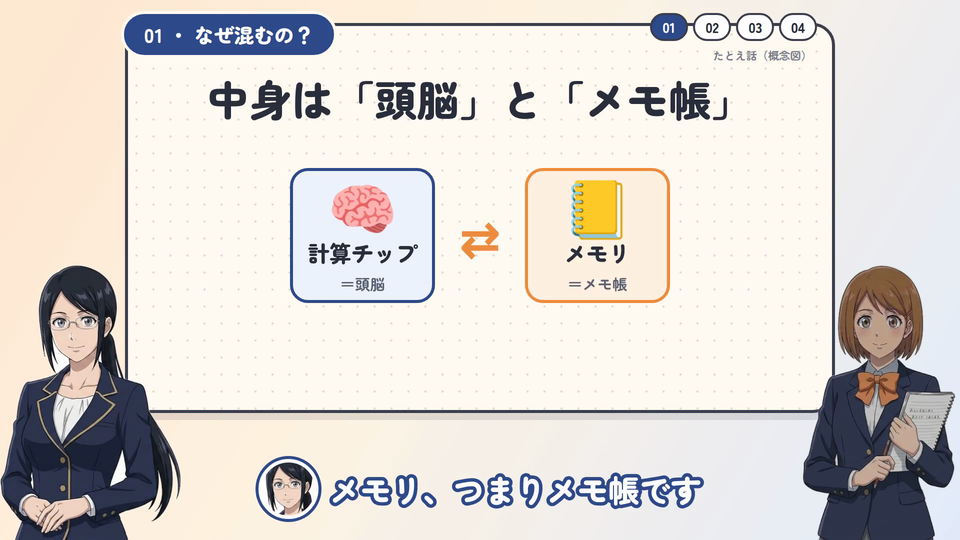 01 ・ なぜ混むの？
01 02 03 04
たとえ話（概念図）
中身は「頭脳」と「メモ帳」
計算チップ
＝頭脳
⇄
メモリ
＝メモ帳
メモリ、つまりメモ帳です